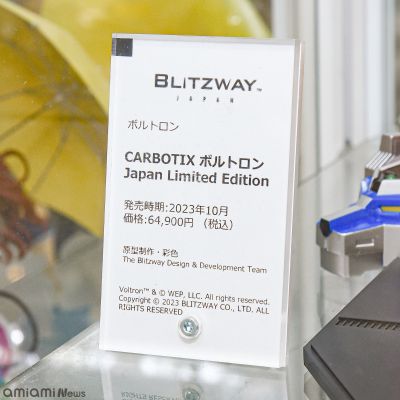 BLITZWAY™
JAPAN
ボルトロン
CARBOTIX ボルトロン
Japan Limited Edition
発売時期:2023年10月
価格:64,900円 （税込）
原型制作・彩色
The Blitzway Design & Development Team
Voltron™ & © WEP, LLC. All rights reserved.
Copyright © 2023 BLITZWAY CO., LTD. ALL
RIGHTS RESERVED
amiami News